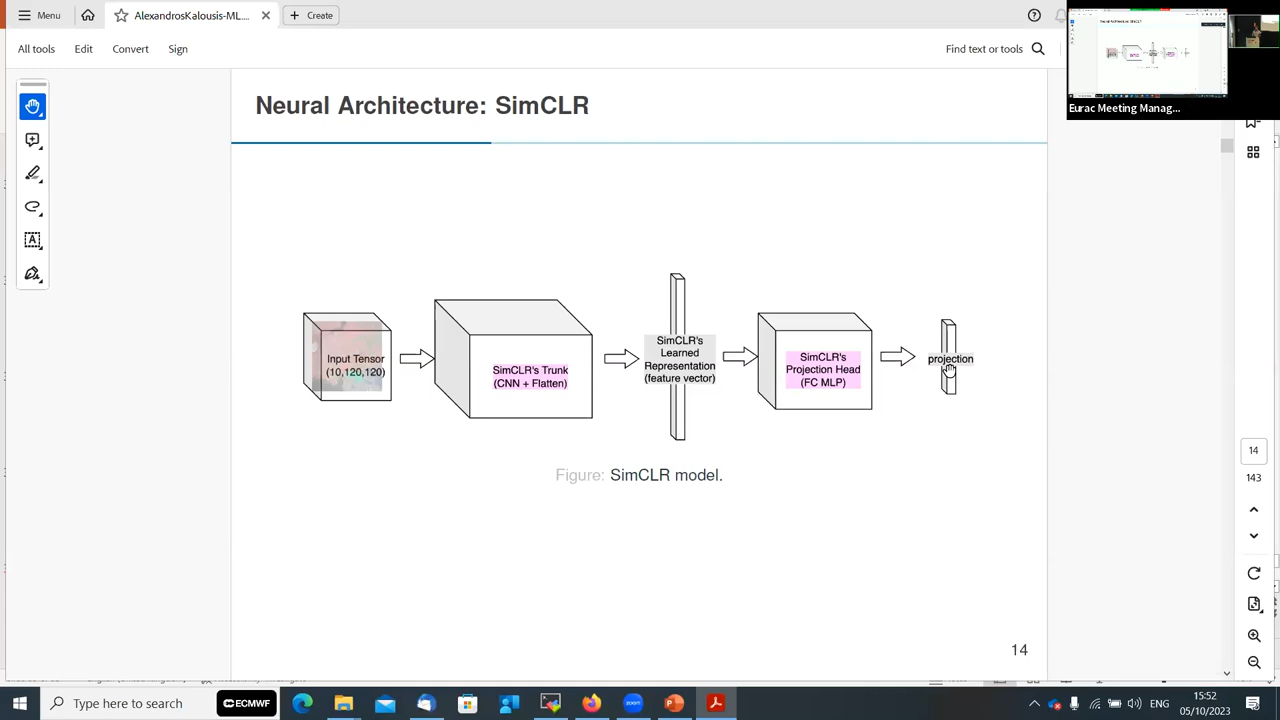 Menu
AlexandrosKalousis-ML....
Create
All tools
Edit
Convert
Sign
Find text or tools
Eurac Meeting Manag...
Neural Architecture: SimCLR
Input Tensor
(10,120,120)
SimCLR's Trunk
(CNN + Flatten)
SimCLR's
Learned
Representation
(feature vector)
SimCLR's
Projection Head
(FC MLP)
projection
Figure: SimCLR model.
14
14
143
Type here to search
ECMWF
zoom
ENG
15:52
05/10/2023